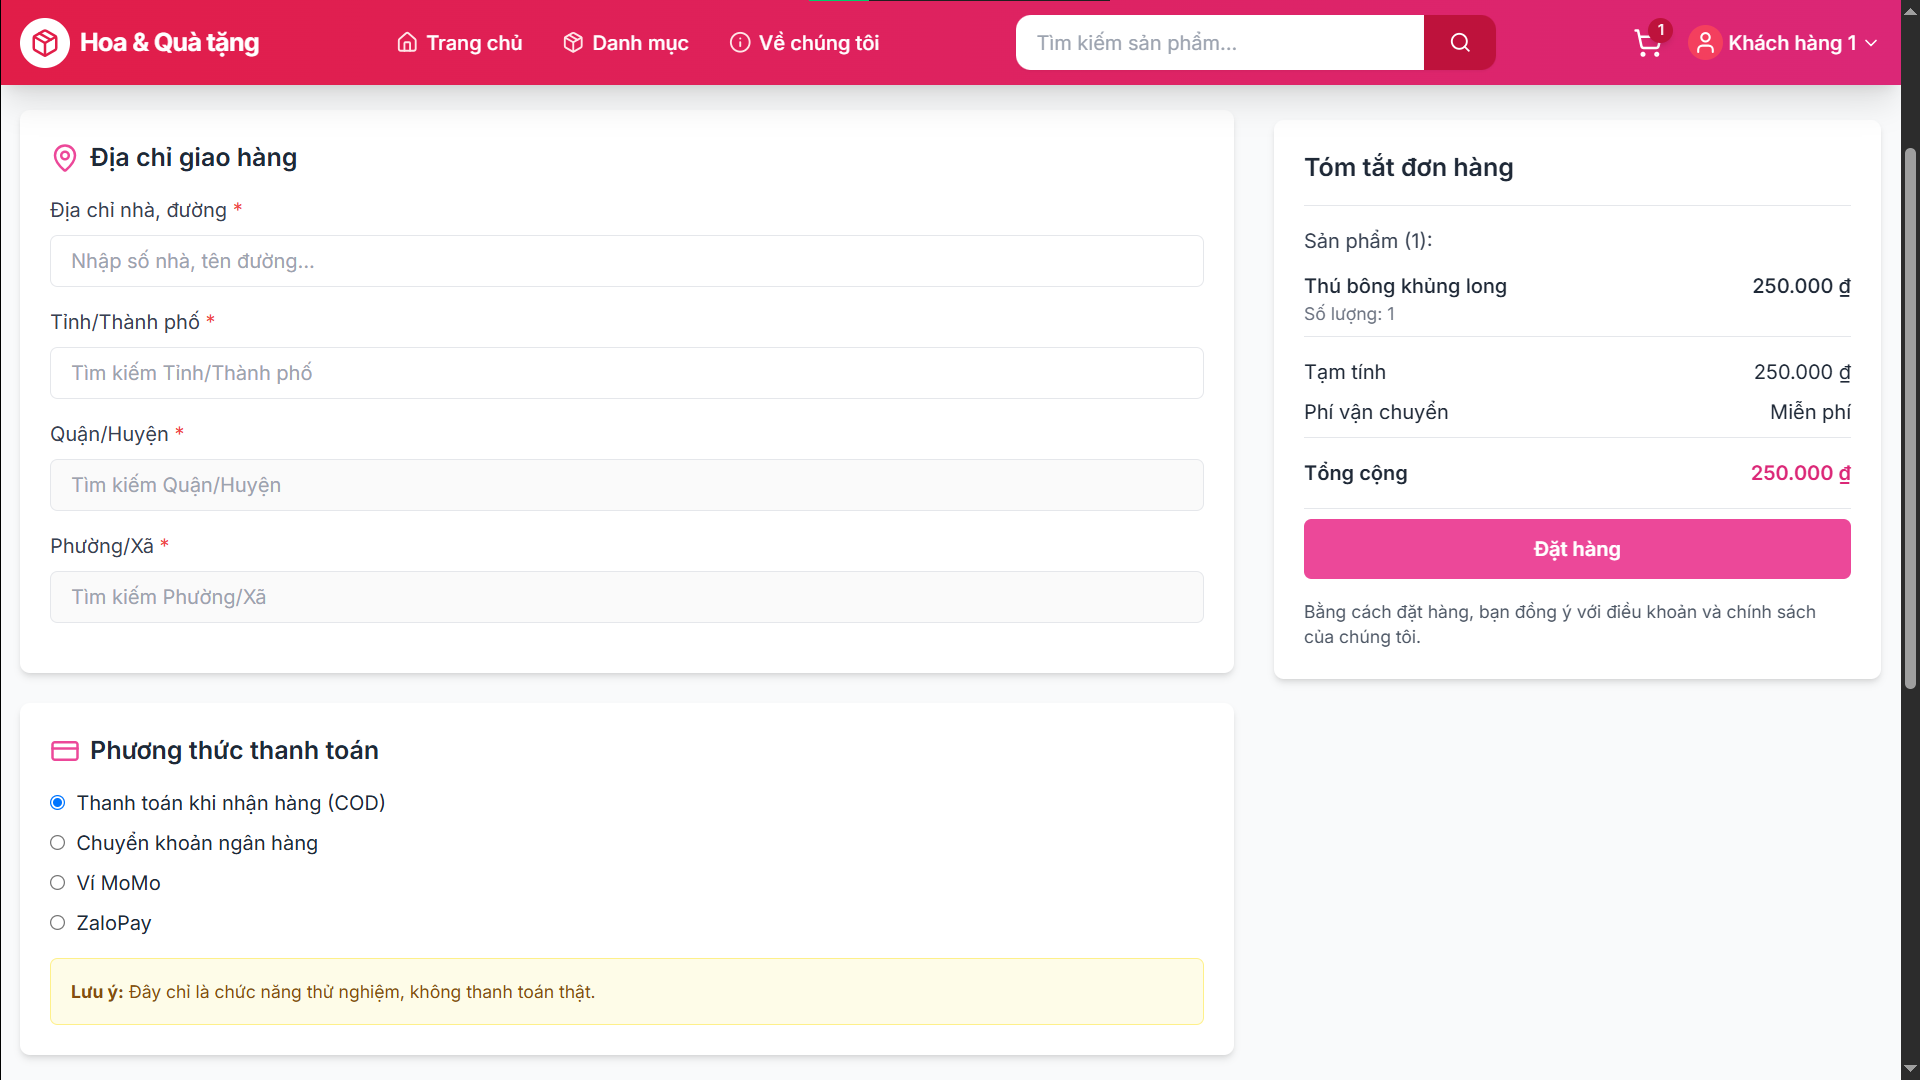 Hoa & Quà tặng
Trang chủ
Danh mục
Về chúng tôi
Tìm kiếm sản phẩm...
1
Khách hàng 1
Địa chỉ giao hàng
Địa chỉ nhà, đường *
Nhập số nhà, tên đường...
Tỉnh/Thành phố *
Tìm kiếm Tỉnh/Thành phố
Quận/Huyện *
Tìm kiếm Quận/Huyện
Phường/Xã *
Tìm kiếm Phường/Xã
Phương thức thanh toán
Thanh toán khi nhận hàng (COD)
Chuyển khoản ngân hàng
Ví MoMo
ZaloPay
Lưu ý: Đây chỉ là chức năng thử nghiệm, không thanh toán thật.
Tóm tắt đơn hàng
Sản phẩm (1):
Thú bông khủng long 250.000 ₫
Số lượng: 1
Tạm tính 250.000 ₫
Phí vận chuyển Miễn phí
Tổng cộng 250.000 ₫
Đặt hàng
Bằng cách đặt hàng, bạn đồng ý với điều khoản và chính sách
của chúng tôi.